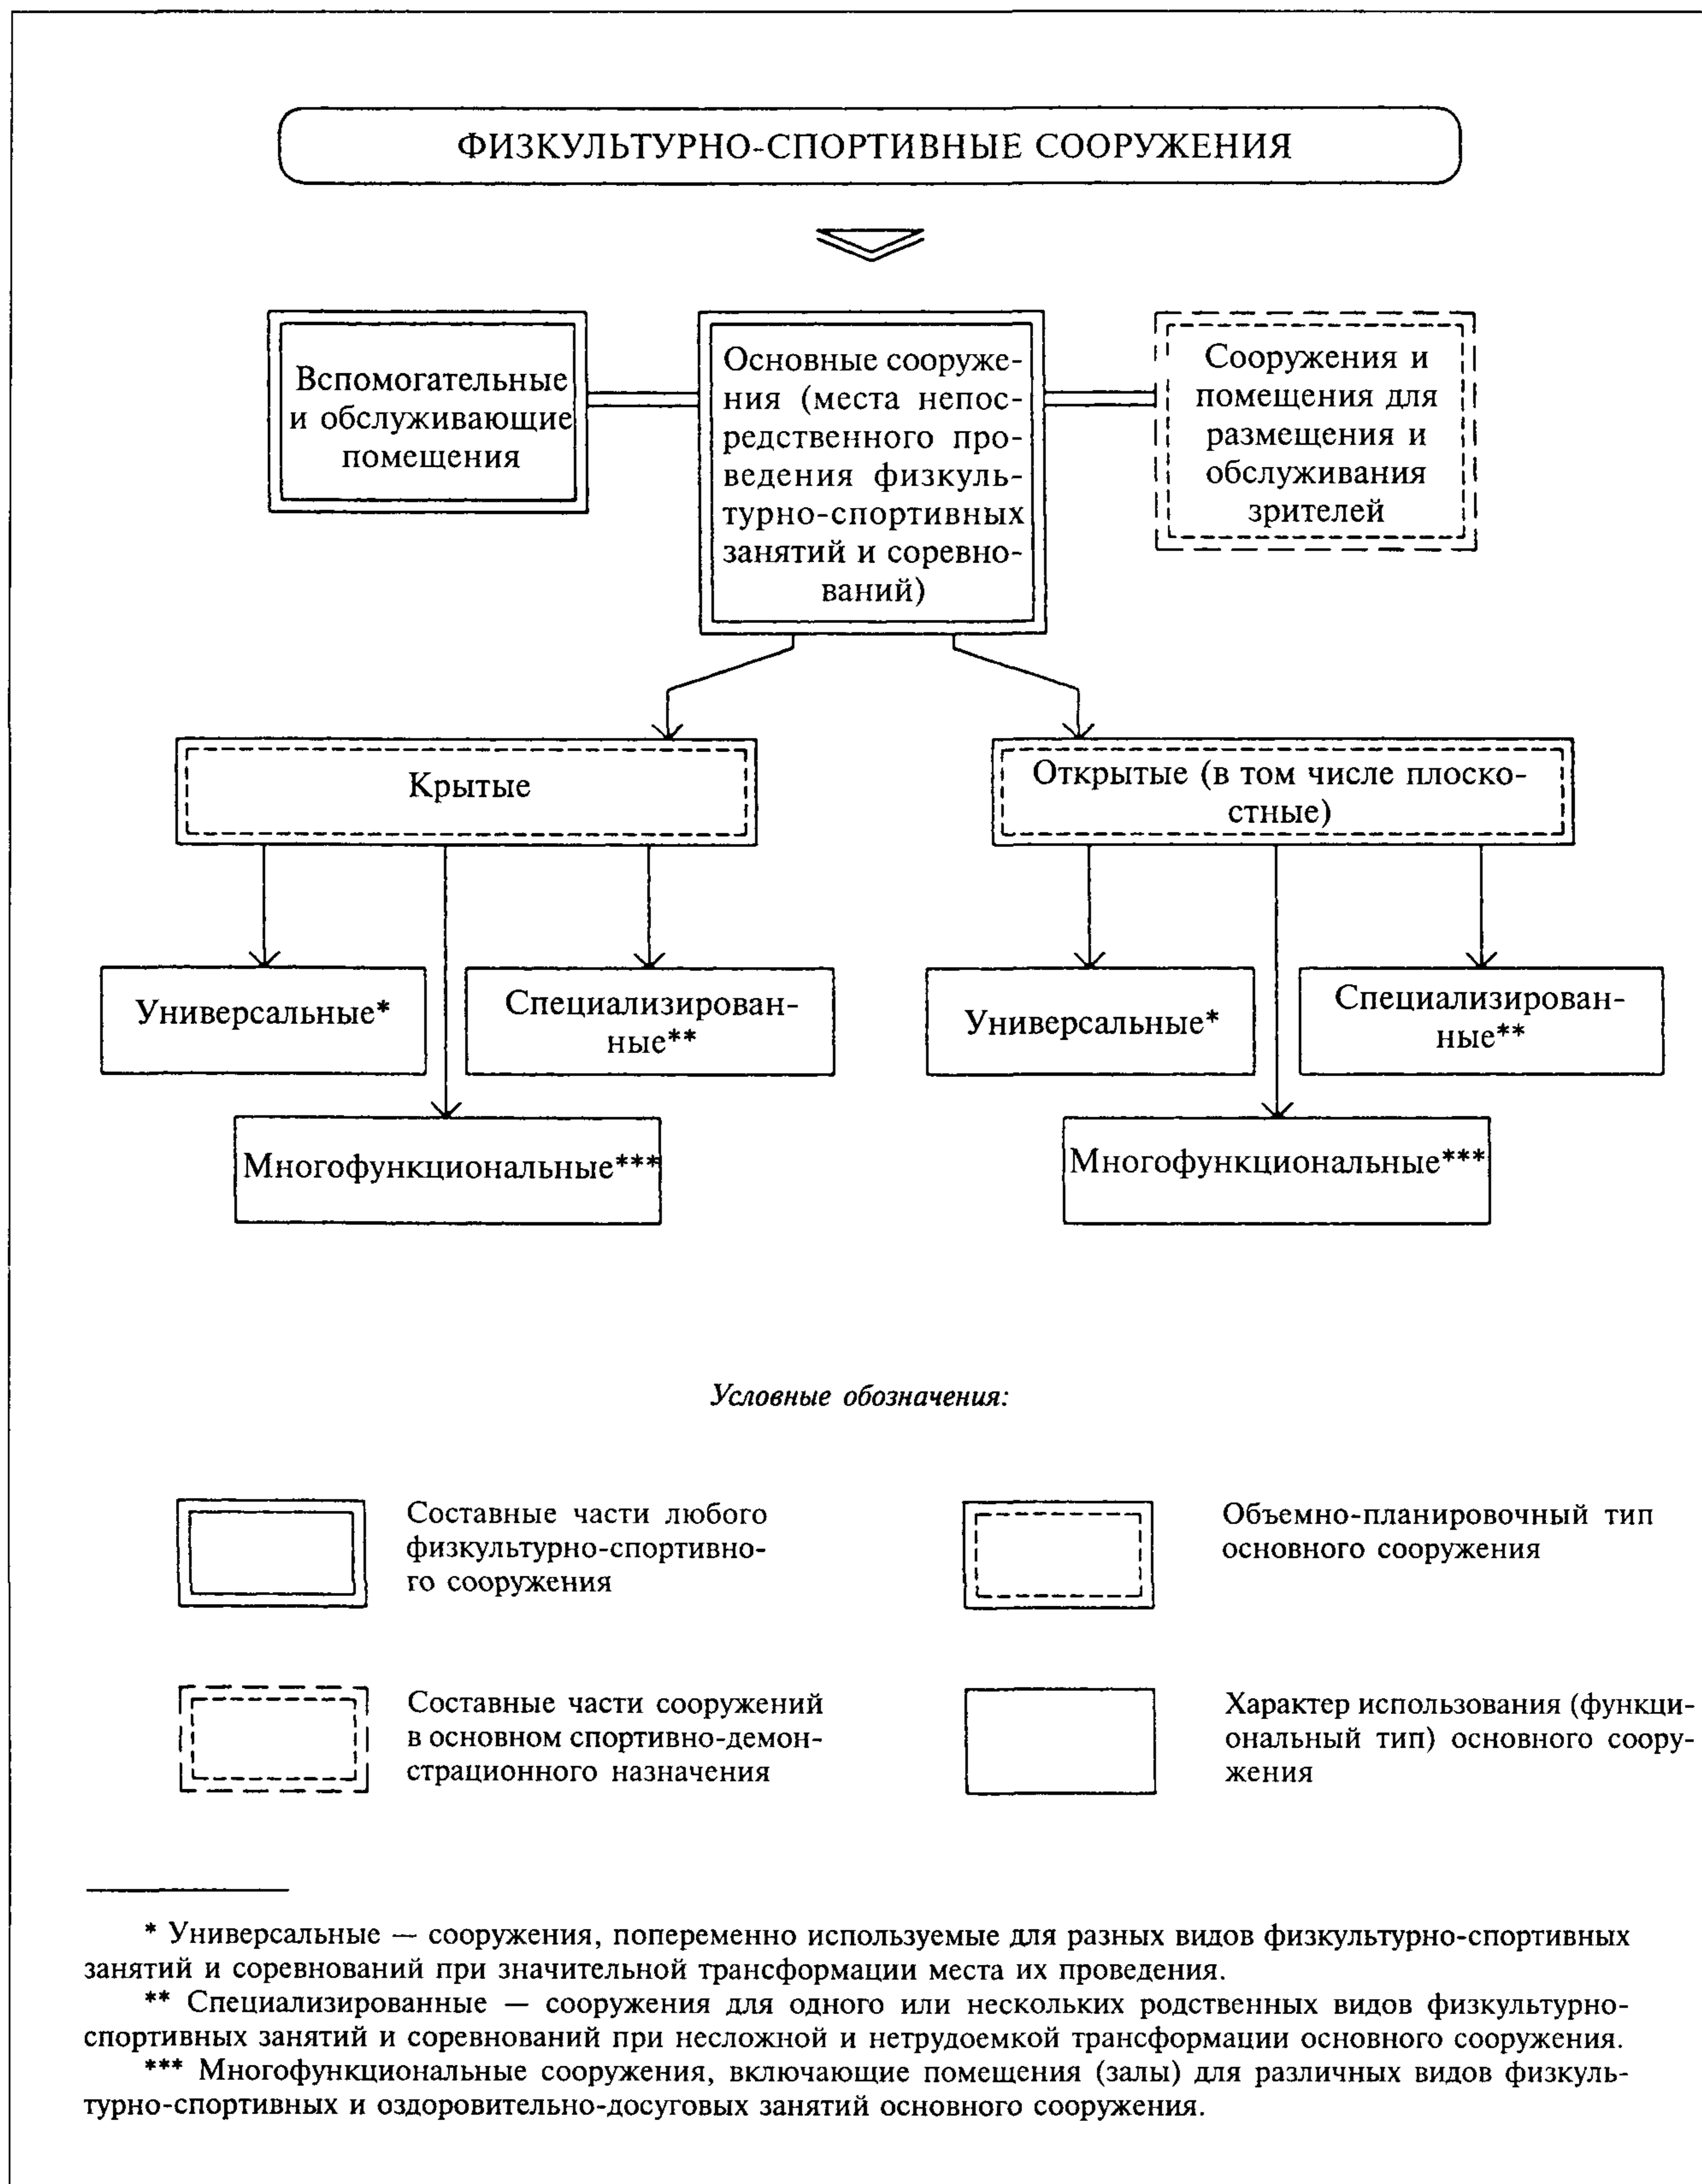 ФИЗКУЛЬТУРНО-СПОРТИВНЫЕ СООРУЖЕНИЯ
Вспомогательные
и обслуживающие
помещения
Основные сооруже-
ния (места непос-
редственного про-
ведения физкуль-
турно-спортивных
занятий и соревно-
ваний)
Сооружения и
помещения для
размещения и
обслуживания
зрителей
Крытые
Открытые (в том числе плоско-
стные)
Универсальные*
Специализирован-
ные**
Многофункциональные***
Универсальные*
Специализирован-
ные**
Многофункциональные***
Условные обозначения:
Составные части любого
физкультурно-спортивно-
го сооружения
Объемно-планировочный тип
основного сооружения
Составные части сооружений
в основном спортивно-демон-
страционного назначения
Характер использования (функци-
ональный тип) основного соору-
жения
* Универсальные — сооружения, попеременно используемые для разных видов физкультурно-спортивных
занятий и соревнований при значительной трансформации места их проведения.
** Специализированные — сооружения для одного или нескольких родственных видов физкультурно-
спортивных занятий и соревнований при несложной и нетрудоемкой трансформации основного сооружения.
*** Многофункциональные сооружения, включающие помещения (залы) для различных видов физкуль-
турно-спортивных и оздоровительно-досуговых занятий основного сооружения.